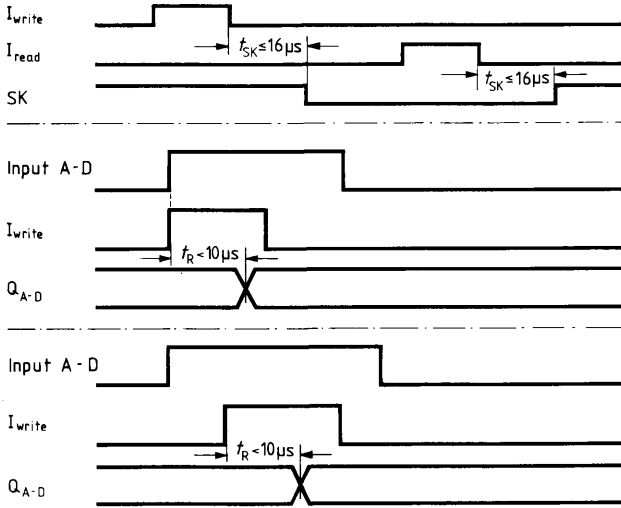 Iwrite
tSK≤16µs
Iread
tSK≤16µs
SK
Input A-D
Iwrite
tR<10µs
QA-D
Input A-D
Iwrite
tR<10µs
QA-D